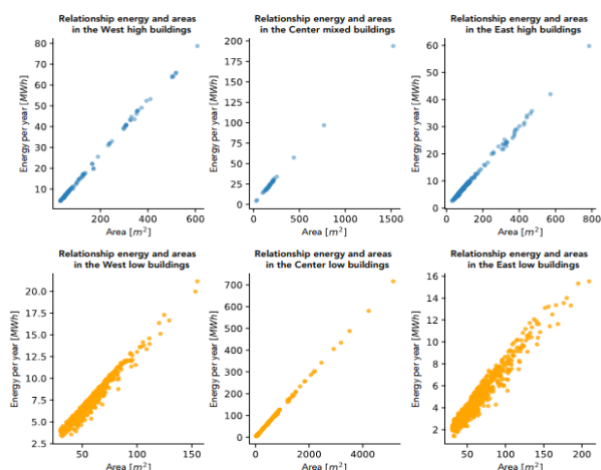 Relationship energy and areas
in the West high buildings
Relationship energy and areas
in the Center mixed buildings
Relationship energy and areas
in the East high buildings
Energy per year [MWh]
80
70
60
50
40
30
20
10
200
400
600
Area [m²]
Energy per year [MWh]
200
175
150
125
100
75
50
25
0
500
1000
1500
Area [m²]
Energy per year [MWh]
60
50
40
30
20
10
0
200
400
600
800
Area [m²]
Relationship energy and areas
in the West low buildings
Relationship energy and areas
in the Center low buildings
Relationship energy and areas
in the East low buildings
Energy per year [MWh]
20.0
17.5
15.0
12.5
10.0
7.5
5.0
2.5
50
100
150
Area [m²]
Energy per year [MWh]
700
600
500
400
300
200
100
0
0
2000
4000
Area [m²]
Energy per year [MWh]
16
14
12
10
8
6
4
2
50
100
150
200
Area [m²]